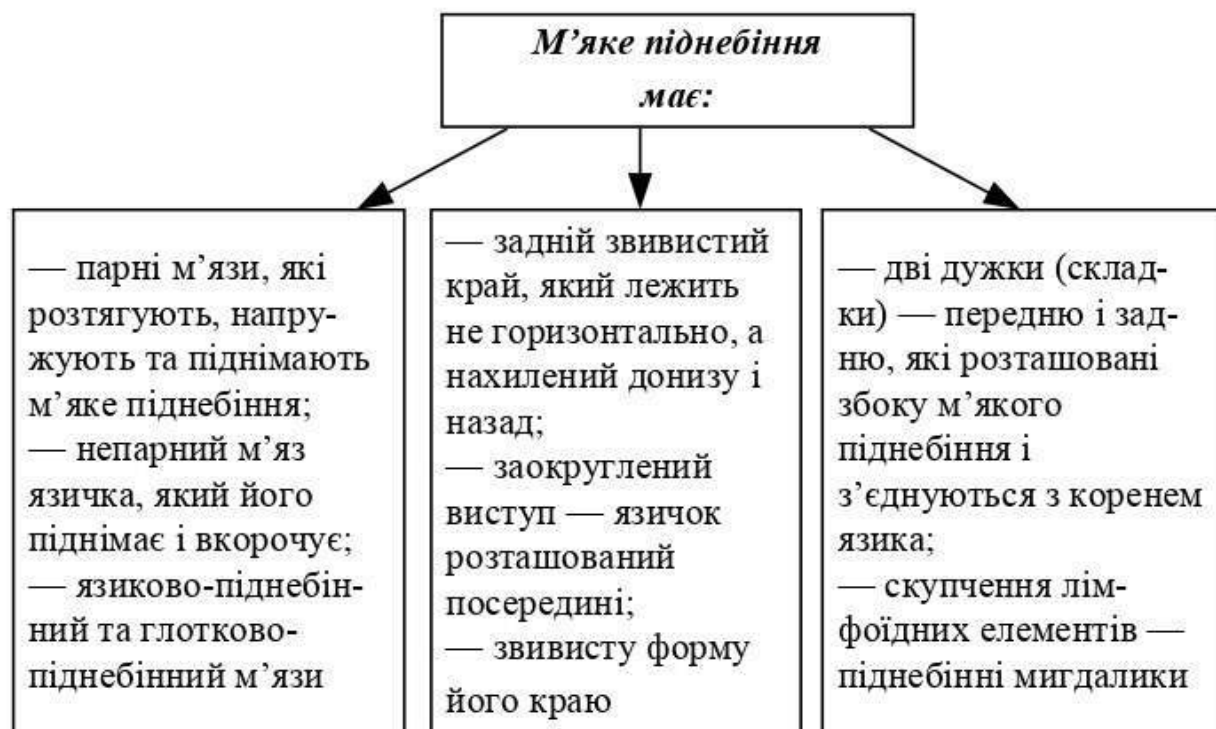 М’яке піднебіння
має:
— парні м’язи, які
розтягують, напру-
жують та піднімають
м’яке піднебіння;
— непарний м’яз
язичка, який його
піднімає і вкорочує;
— язиково-піднебін-
ний та глотково-
піднебінний м’язи
— задній звивистий
край, який лежить
не горизонтально, а
нахилений донизу і
назад;
— заокруглений
виступ — язичок
розташований
посередині;
— звивисту форму
його краю
— дві дужки (склад-
ки) — передню і зад-
ню, які розташовані
збоку м’якого
піднебіння і
з’єднуються з коренем
язика;
— скупчення лім-
фоїдних елементів —
піднебінні мигдалики